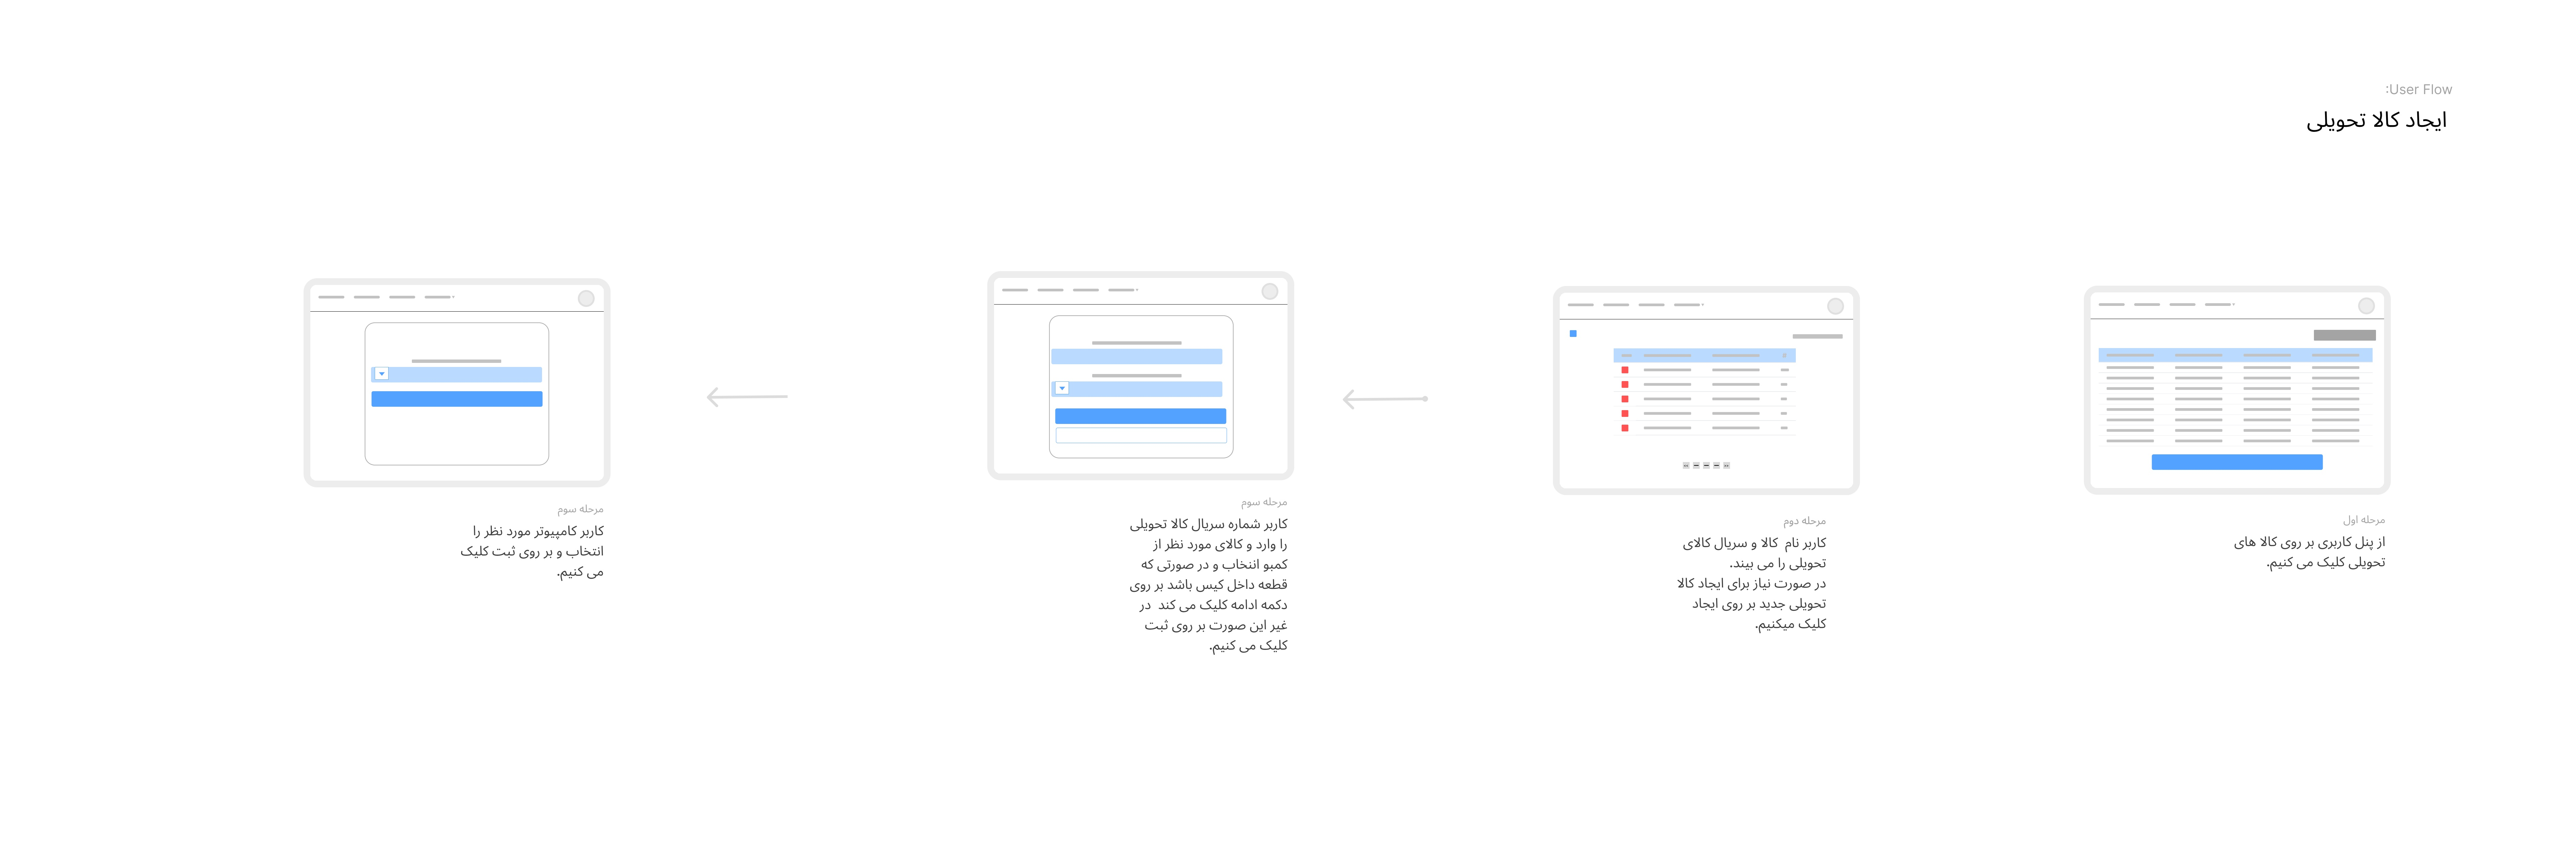 User Flow:
ایجاد کالا تحویلی
مرحله اول
از پنل کاربری بر روی کالا های
تحویلی کلیک می کنیم.
مرحله دوم
کاربر نام  کالا و سریال کالای
تحویلی را می بیند.
در صورت نیاز برای ایجاد کالا
تحویلی جدید بر روی ایجاد
کلیک میکنیم.
مرحله سوم
کاربر شماره سریال کالا تحویلی
را وارد و کالای مورد نظر از
کمبو اننخاب و در صورتی که
قطعه داخل کیس باشد بر روی
دکمه ادامه کلیک می کند  در
غیر این صورت بر روی ثبت
کلیک می کنیم.
مرحله سوم
کاربر کامپیوتر مورد نظر را
انتخاب و بر روی ثبت کلیک
می کنیم.